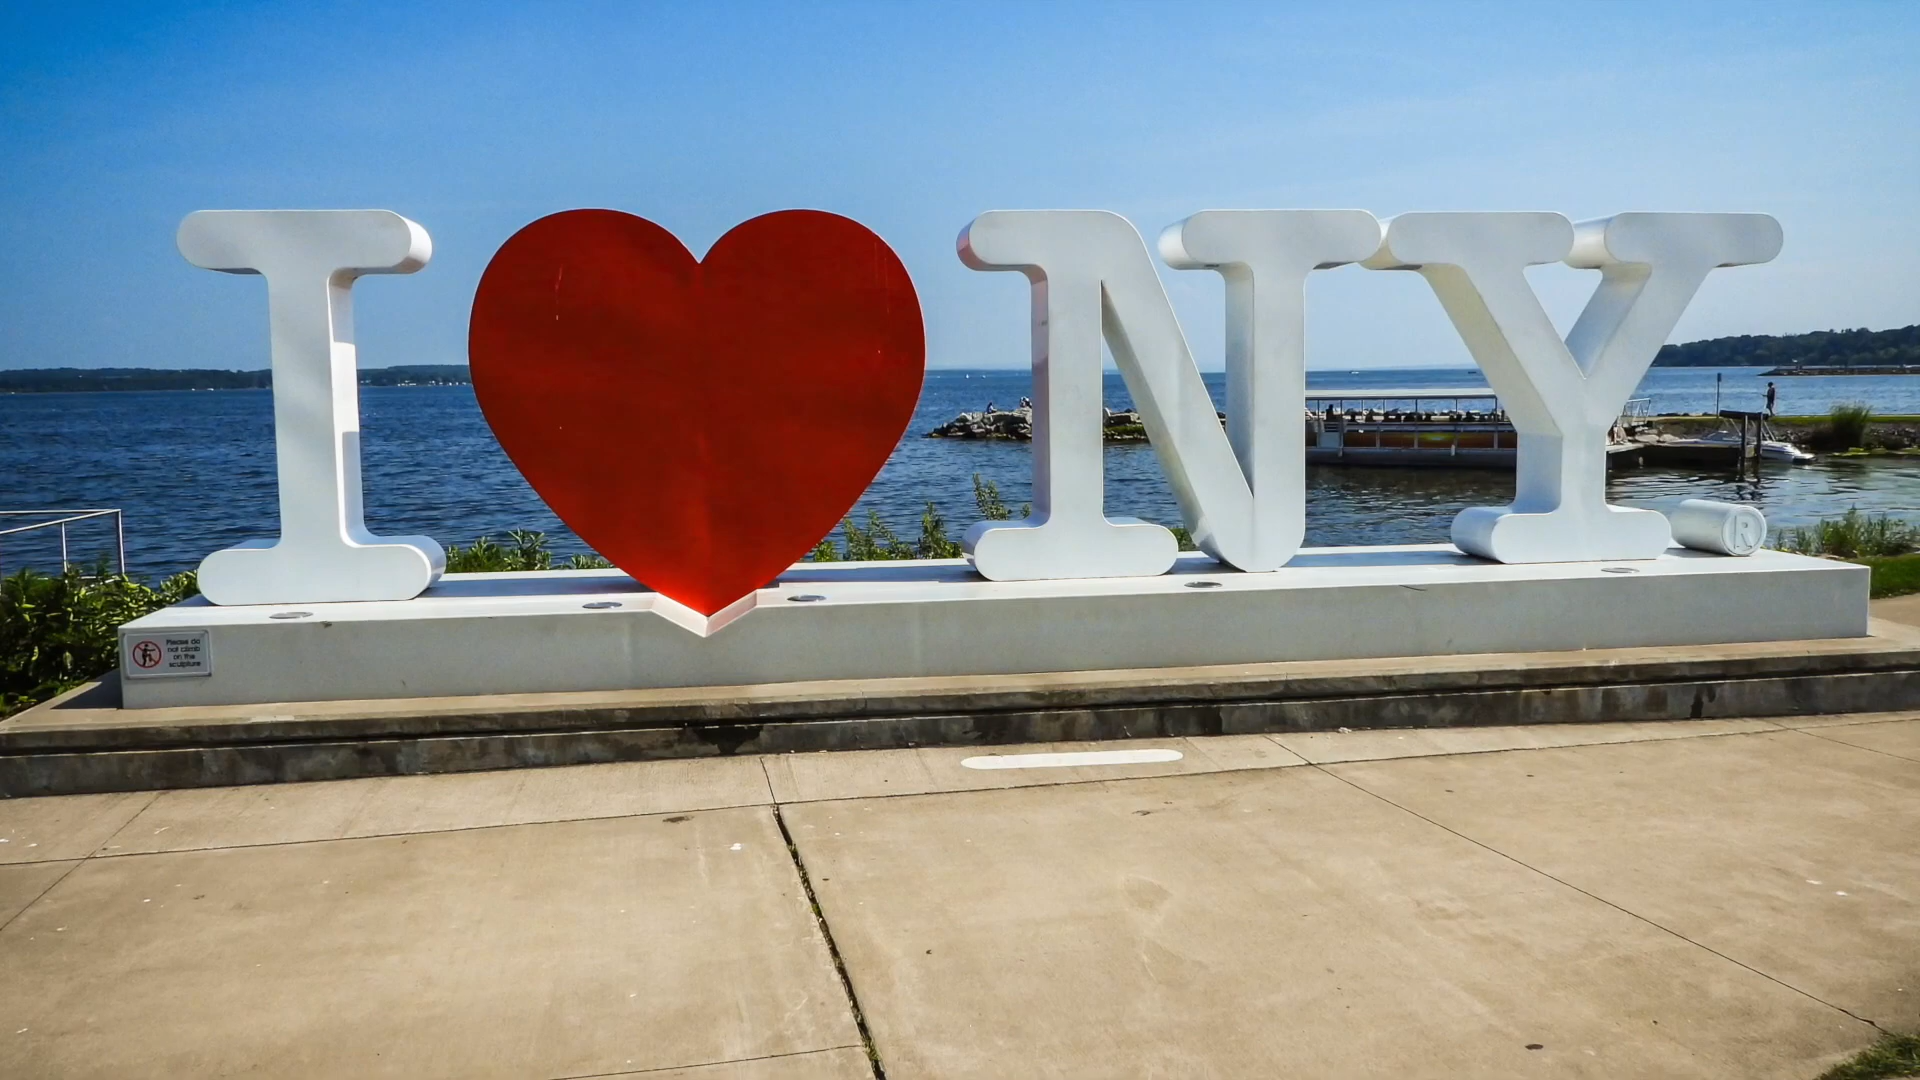 I ❤ NY®
Please do
not climb
on the
sculpture